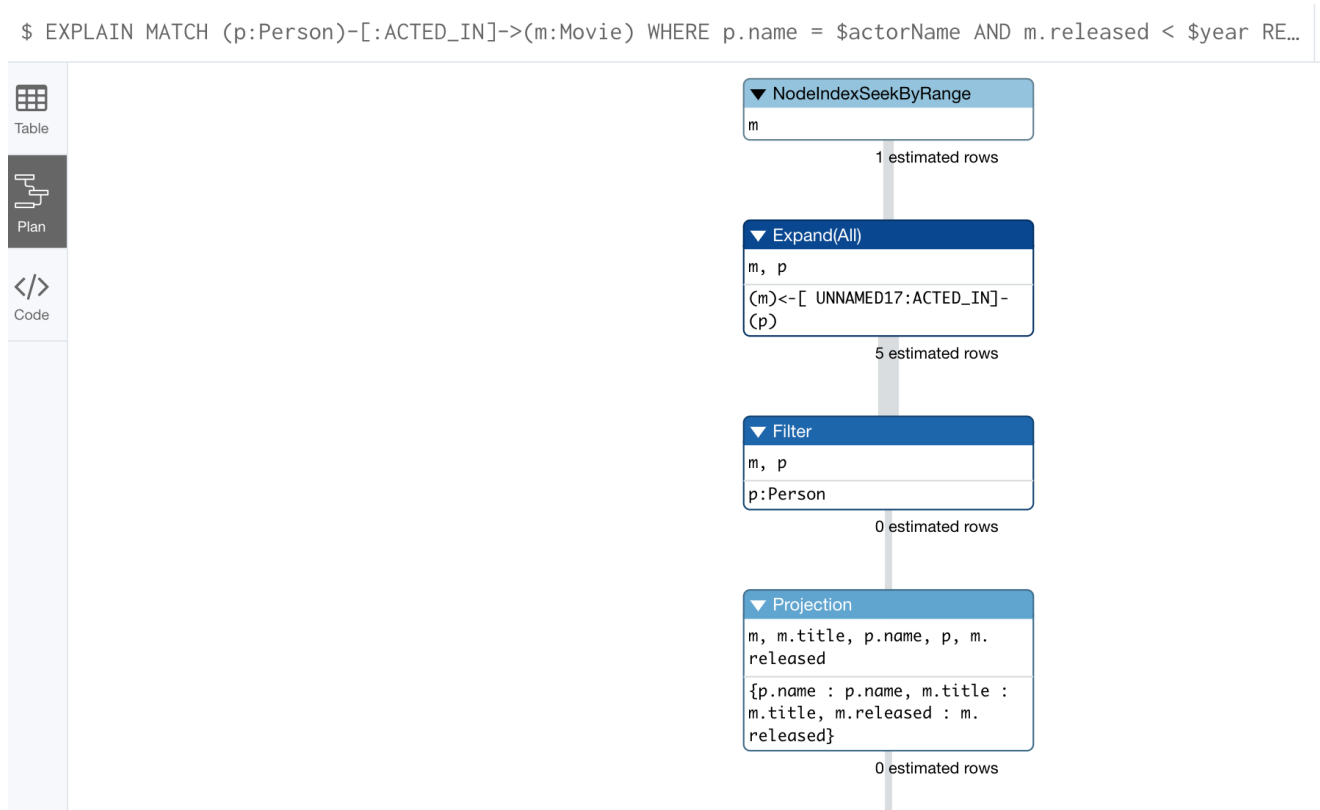 $ EXPLAIN MATCH (p:Person)-[:ACTED_IN]->(m:Movie) WHERE p.name = $actorName AND m.released < $year RE…
Table
Plan
Code
NodeIndexSeekByRange
m
1 estimated rows
Expand(All)
m, p
(m)<-[ UNNAMED17:ACTED_IN]-
(p)
5 estimated rows
Filter
m, p
p:Person
0 estimated rows
Projection
m, m.title, p.name, p, m.
released
{p.name : p.name, m.title :
m.title, m.released : m.
released}
0 estimated rows